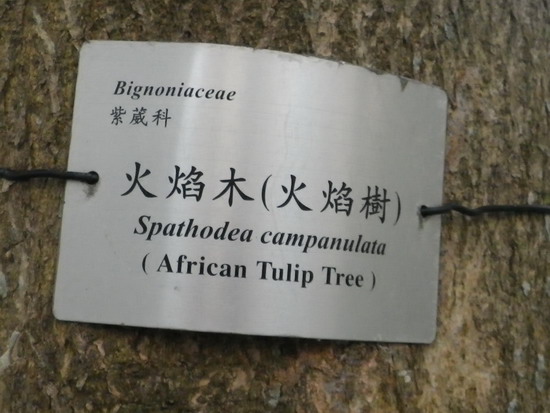 Bignoniaceae
紫葳科
火焰木(火焰樹)
Spathodea campanulata
( African Tulip Tree )